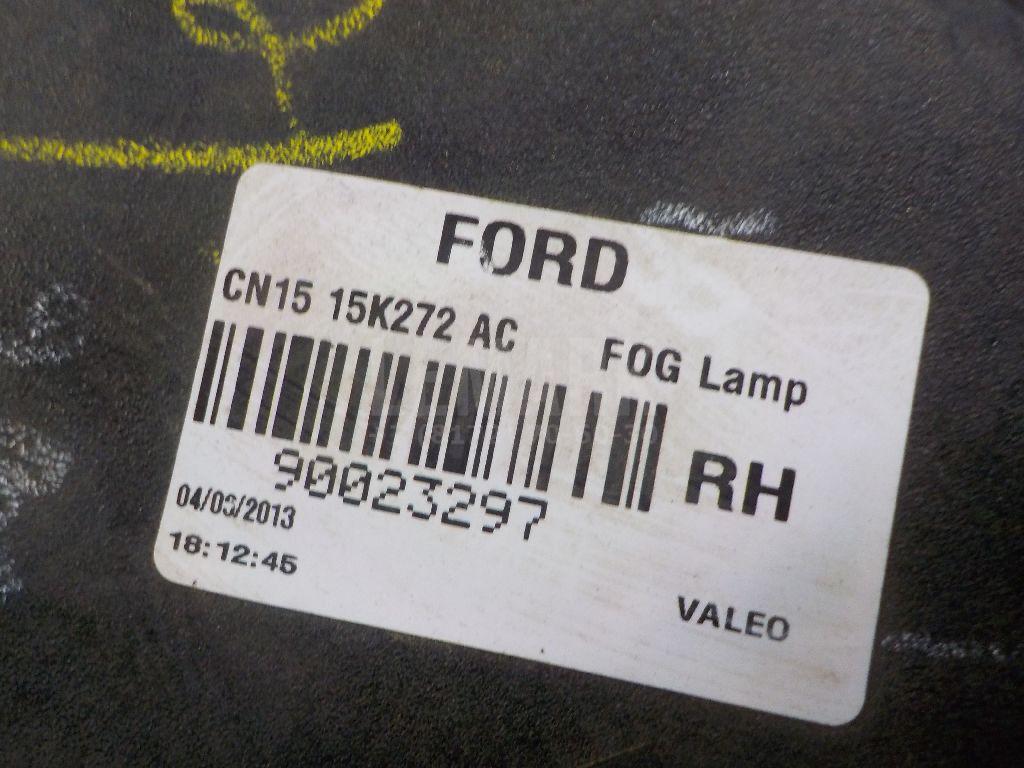 FORD
CN15 15K272 AC
FOG Lamp
RH
90023297
18:12:45
VALEO